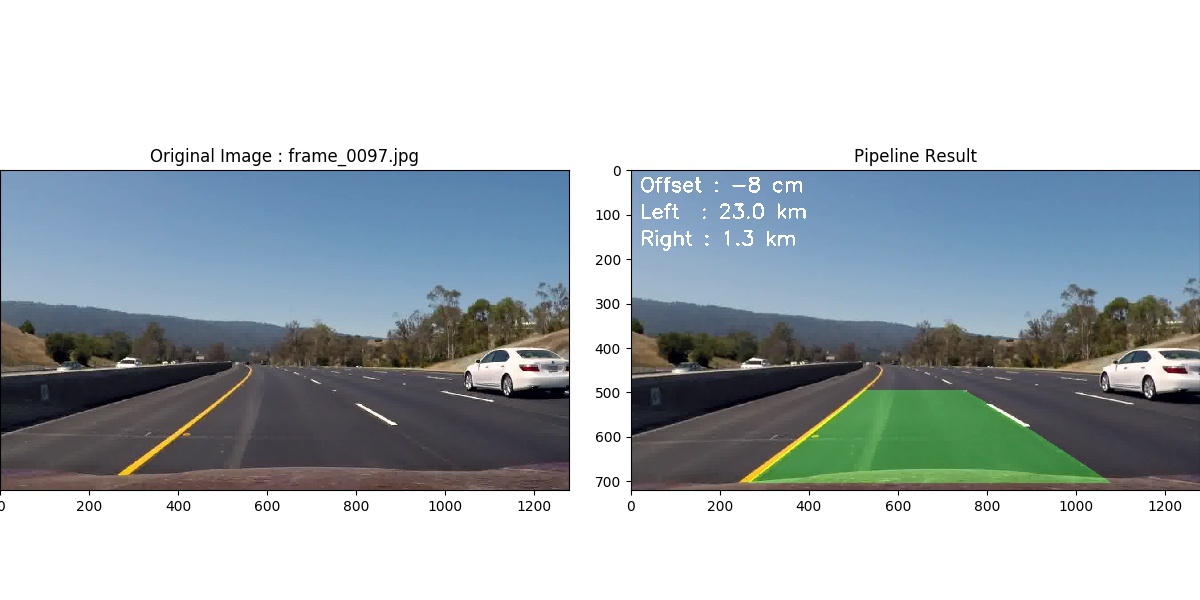 Original Image : frame_0097.jpg
0 200 400 600 800 1000 1200
Pipeline Result
0
100
200
300
400
500
600
700
Offset : -8 cm
Left : 23.0 km
Right : 1.3 km
0 200 400 600 800 1000 1200